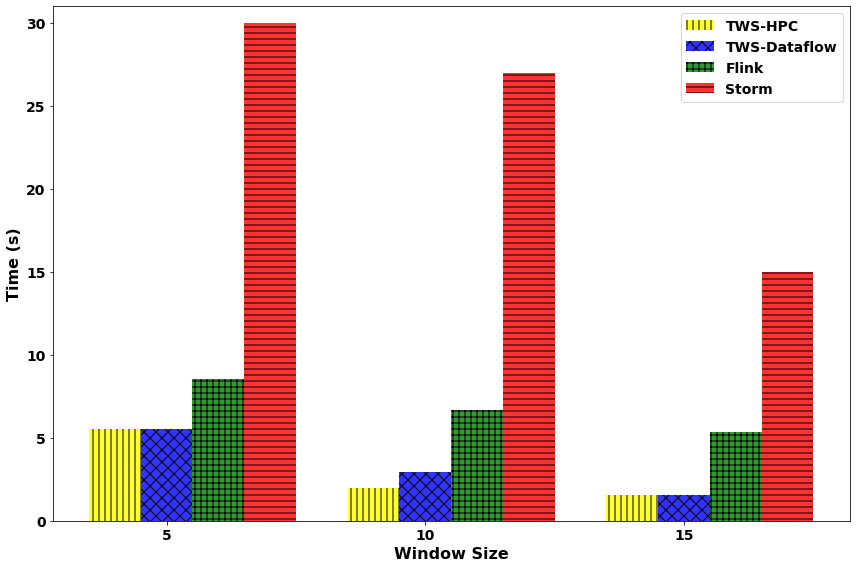 TWS-HPC
TWS-Dataflow
Flink
Storm
Time (s)
30
25
20
15
10
5
0
5
10
15
Window Size